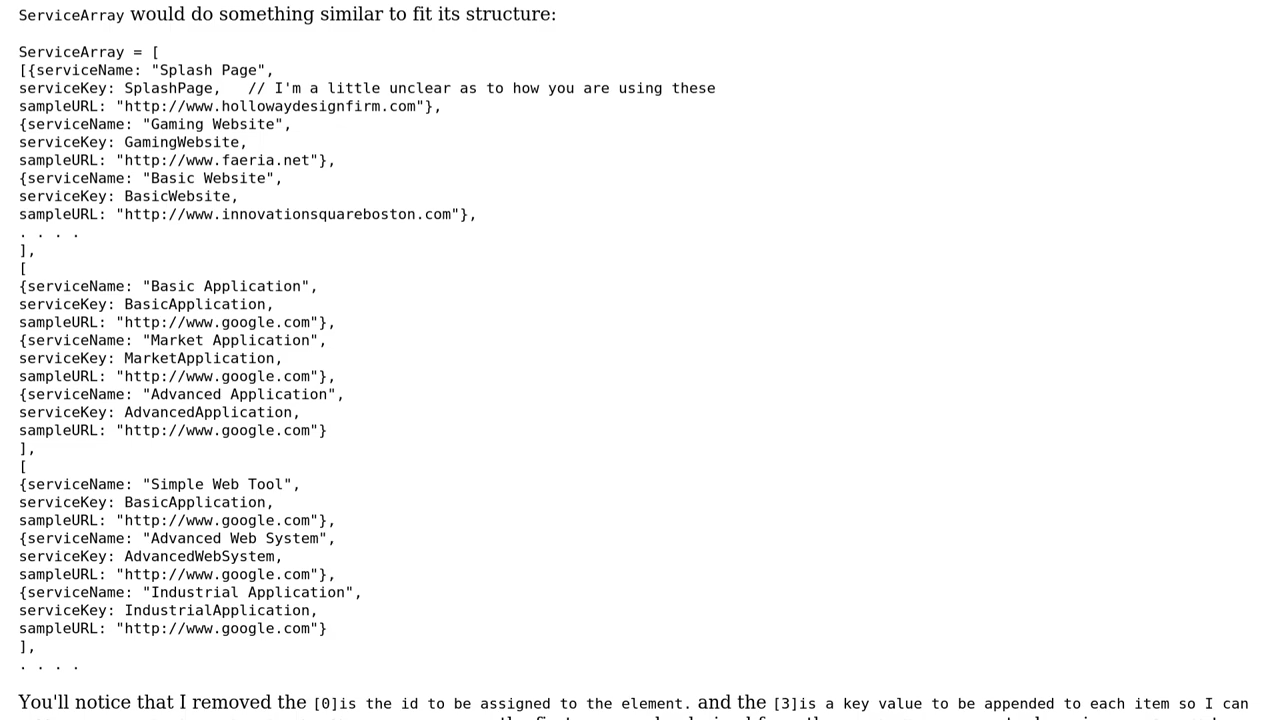 ServiceArray would do something similar to fit its structure:
ServiceArray = [
[{serviceName: "Splash Page",
serviceKey: SplashPage,   // I'm a little unclear as to how you are using these
sampleURL: "http://www.hollowaydesignfirm.com"},
{serviceName: "Gaming Website",
serviceKey: GamingWebsite,
sampleURL: "http://www.faeria.net"},
{serviceName: "Basic Website",
serviceKey: BasicWebsite,
sampleURL: "http://www.innovationsquareboston.com"},
. . . .
],
[
{serviceName: "Basic Application",
serviceKey: BasicApplication,
sampleURL: "http://www.google.com"},
{serviceName: "Market Application",
serviceKey: MarketApplication,
sampleURL: "http://www.google.com"},
{serviceName: "Advanced Application",
serviceKey: AdvancedApplication,
sampleURL: "http://www.google.com"}
],
[
{serviceName: "Simple Web Tool",
serviceKey: BasicApplication,
sampleURL: "http://www.google.com"},
{serviceName: "Advanced Web System",
serviceKey: AdvancedWebSystem,
sampleURL: "http://www.google.com"},
{serviceName: "Industrial Application",
serviceKey: IndustrialApplication,
sampleURL: "http://www.google.com"}
],
. . . .
You'll notice that I removed the [0]is the id to be assigned to the element. and the [3]is a key value to be appended to each item so I can